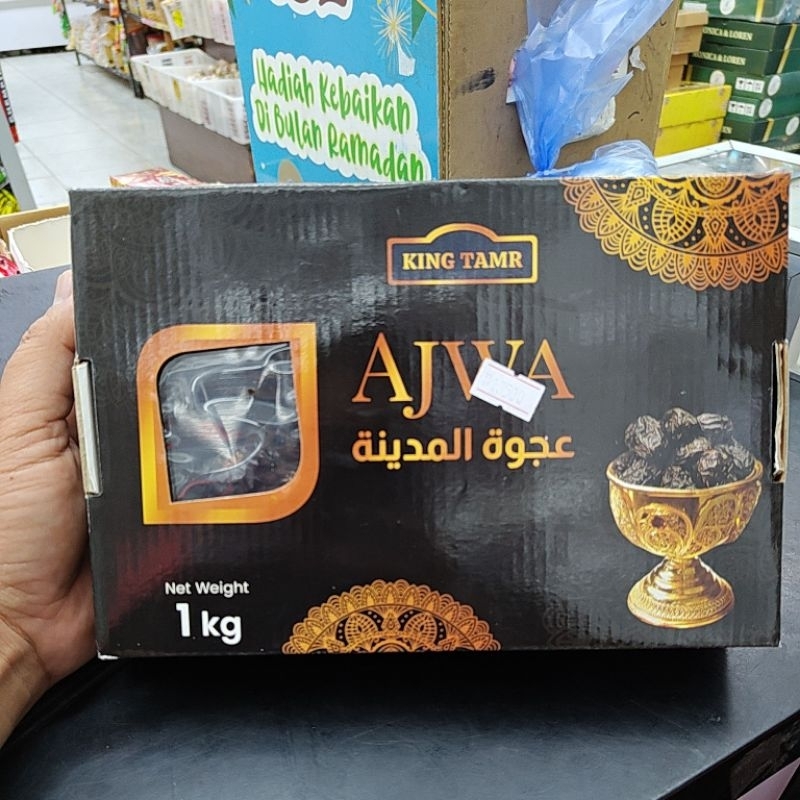 Hadiah Kebaikan
Di Bulan Ramadan
KING TAMR
AJWA
عجوة المدينة
Net Weight
1 kg